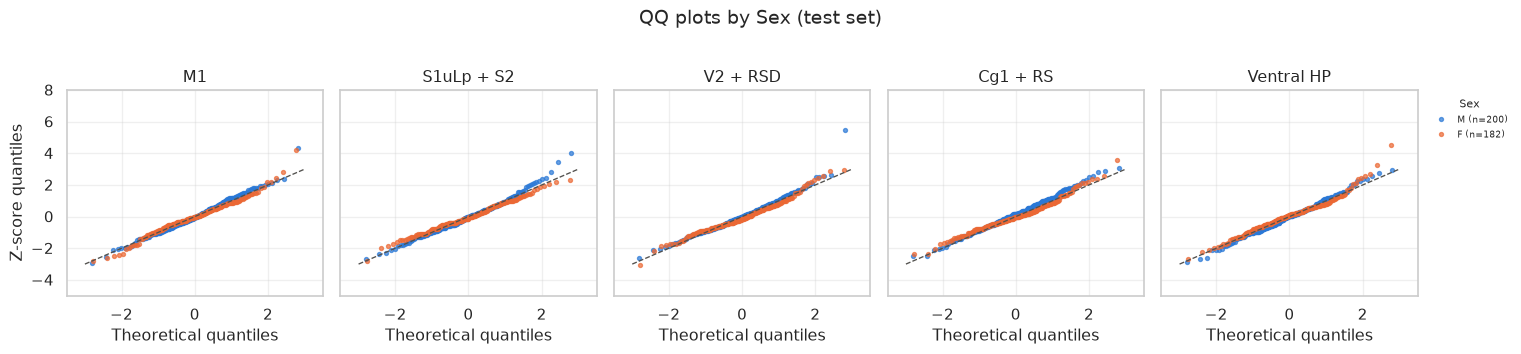 QQ plots by Sex (test set)
M1
S1uLp + S2
V2 + RSD
Cg1 + RS
Ventral HP
Z-score quantiles
8
6
4
2
0
−2
−4
−2 0 2
−2 0 2
−2 0 2
−2 0 2
−2 0 2
Theoretical quantiles
Theoretical quantiles
Theoretical quantiles
Theoretical quantiles
Theoretical quantiles
Sex
M (n=200)
F (n=182)